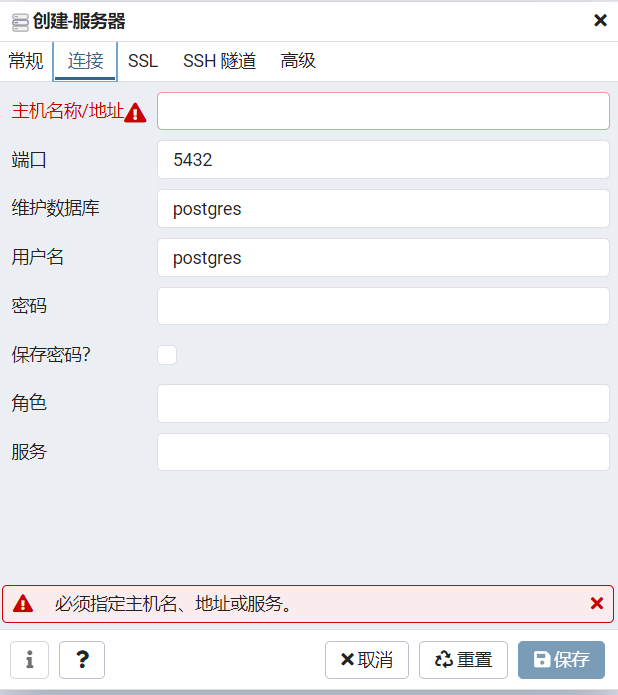 创建-服务器
常规 连接 SSL SSH 隧道 高级
主机名称/地址
端口 5432
维护数据库 postgres
用户名 postgres
密码
保存密码?
角色
服务
必须指定主机名、地址或服务。
取消 重置 保存